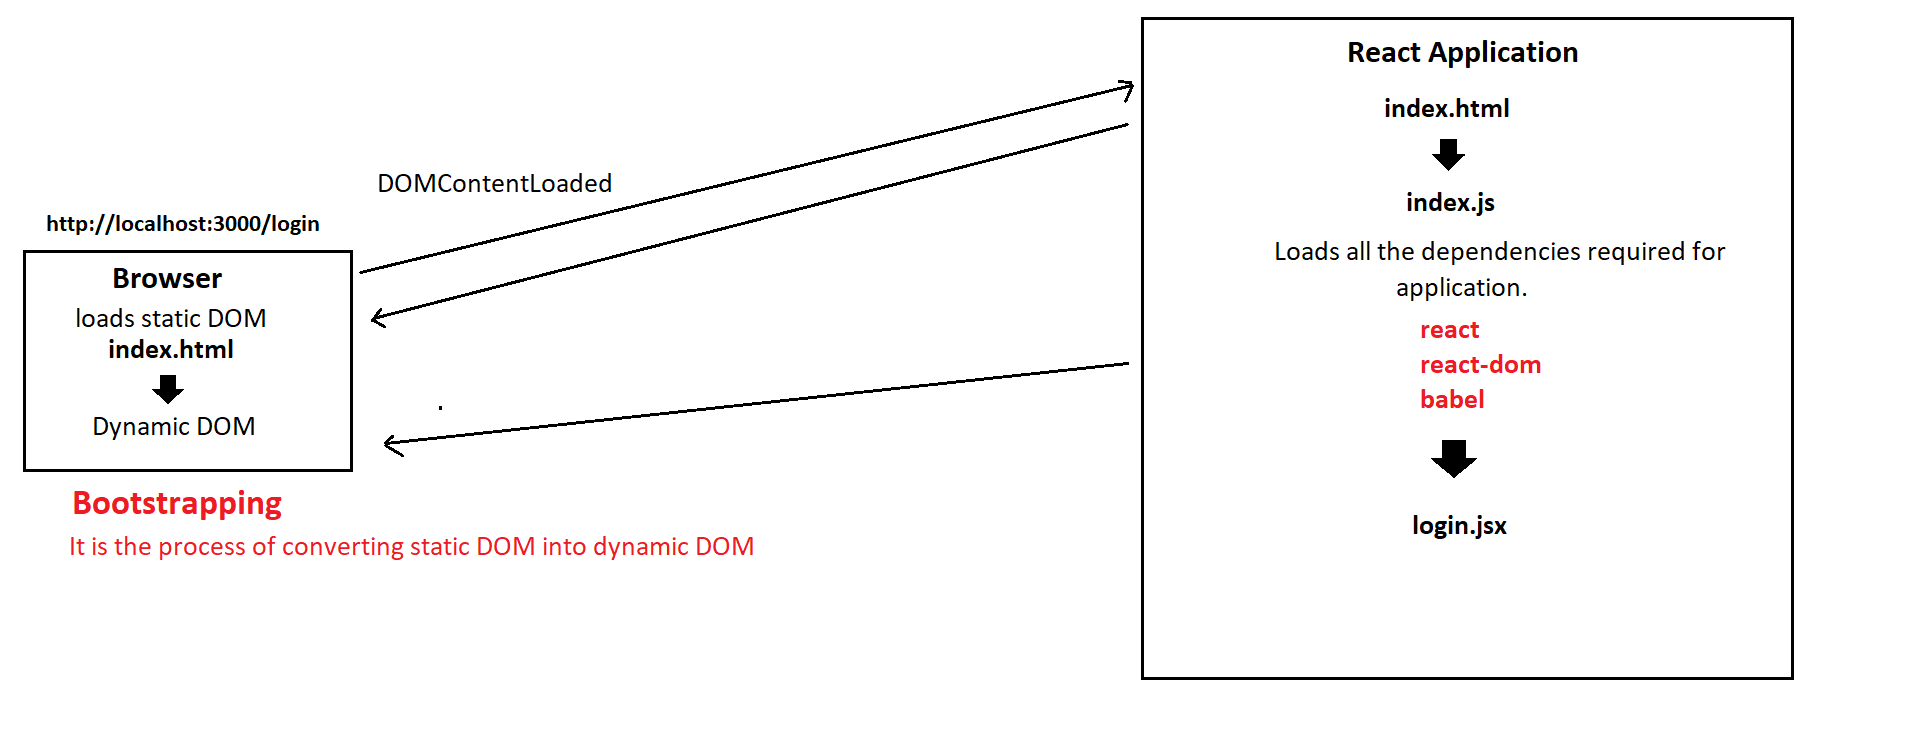 React Application
index.html
index.js
Loads all the dependencies required for
application.
react
react-dom
babel
login.jsx
DOMContentLoaded
http://localhost:3000/login
Browser
loads static DOM
index.html
Dynamic DOM
Bootstrapping
It is the process of converting static DOM into dynamic DOM